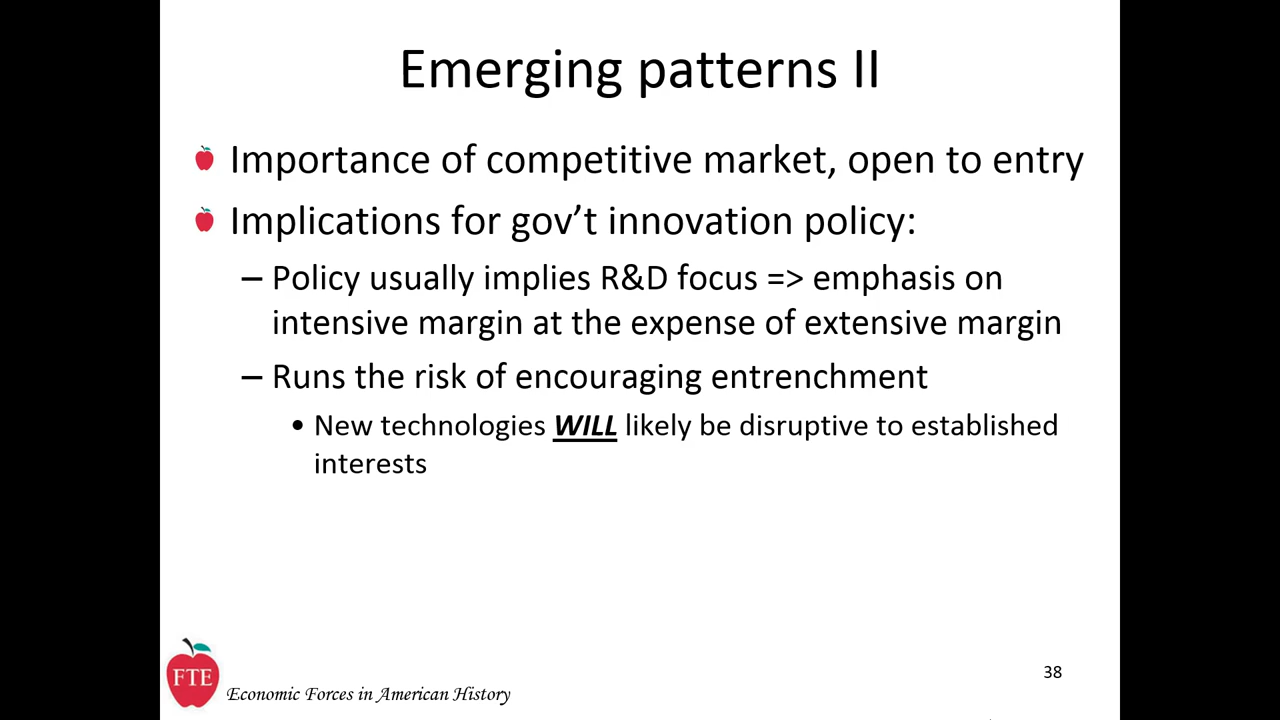 Emerging patterns II
Importance of competitive market, open to entry
Implications for gov’t innovation policy:
– Policy usually implies R&D focus => emphasis on
intensive margin at the expense of extensive margin
– Runs the risk of encouraging entrenchment
• New technologies WILL likely be disruptive to established
interests
FTE
Economic Forces in American History
38